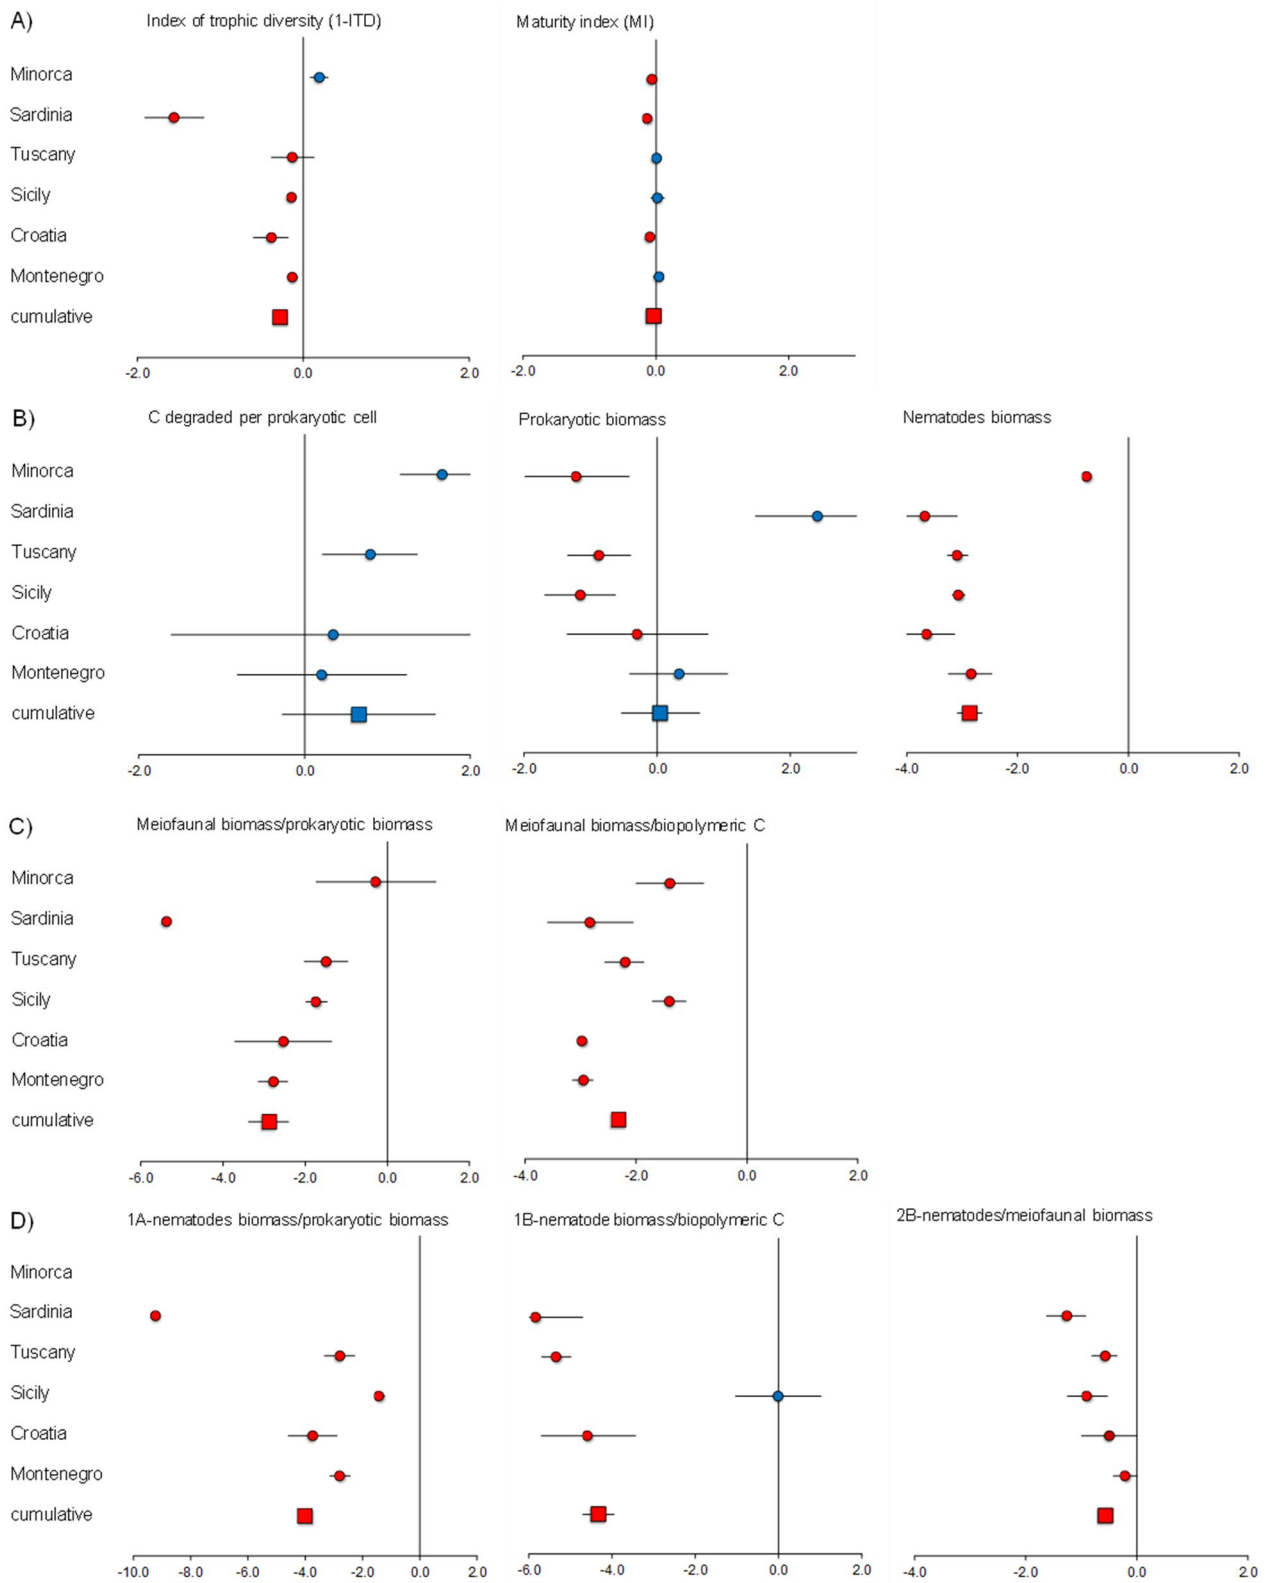 A)
Index of trophic diversity (1-ITD)
Maturity index (MI)
Minorca
Sardinia
Tuscany
Sicily
Croatia
Montenegro
cumulative
-2.0 0.0 2.0
-2.0 0.0 2.0
B)
C degraded per prokaryotic cell
Prokaryotic biomass
Nematodes biomass
Minorca
Sardinia
Tuscany
Sicily
Croatia
Montenegro
cumulative
-2.0 0.0 2.0
-2.0 0.0 2.0
-4.0 -2.0 0.0 2.0
C)
Meiofaunal biomass/prokaryotic biomass
Meiofaunal biomass/biopolymeric C
Minorca
Sardinia
Tuscany
Sicily
Croatia
Montenegro
cumulative
-6.0 -4.0 -2.0 0.0 2.0
-4.0 -2.0 0.0 2.0
D)
1A-nematodes biomass/prokaryotic biomass
1B-nematode biomass/biopolymeric C
2B-nematodes/meiofaunal biomass
Minorca
Sardinia
Tuscany
Sicily
Croatia
Montenegro
cumulative
-10.0 -8.0 -6.0 -4.0 -2.0 0.0 2.0
-6.0 -4.0 -2.0 0.0 2.0
-4.0 -2.0 0.0 2.0